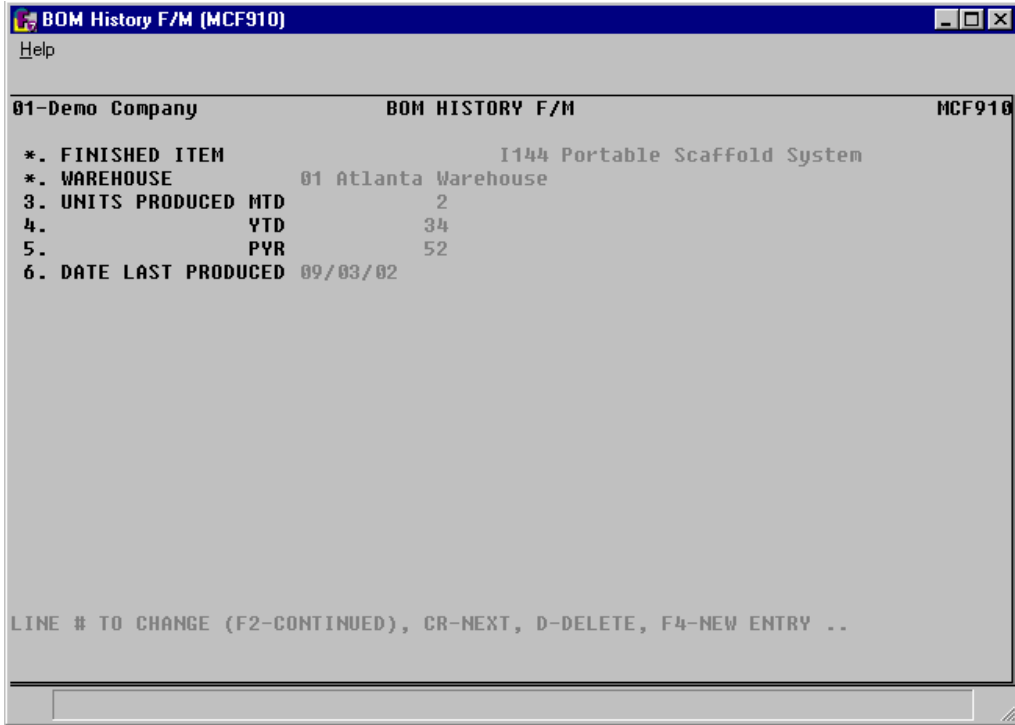 BOM History F/M (MCF910)
Help
01-Demo Company BOM HISTORY F/M MCF910
*. FINISHED ITEM I144 Portable Scaffold System
*. WAREHOUSE 01 Atlanta Warehouse
3. UNITS PRODUCED MTD 2
4. YTD 34
5. PYR 52
6. DATE LAST PRODUCED 09/03/02
LINE # TO CHANGE (F2-CONTINUED), CR-NEXT, D-DELETE, F4-NEW ENTRY ..